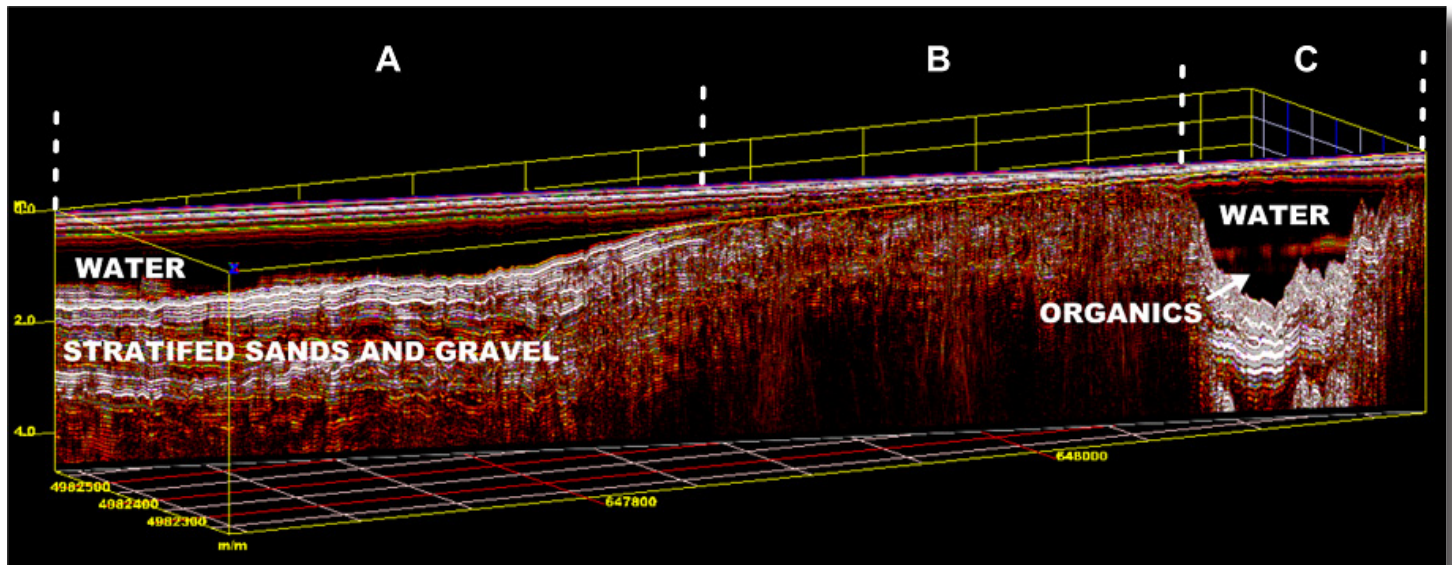 A
B
C
WATER
WATER
ORGANICS
STRATIFED SANDS AND GRAVEL
2.0
4.0
4982500
4982400
4982300
m/m
647800
648000